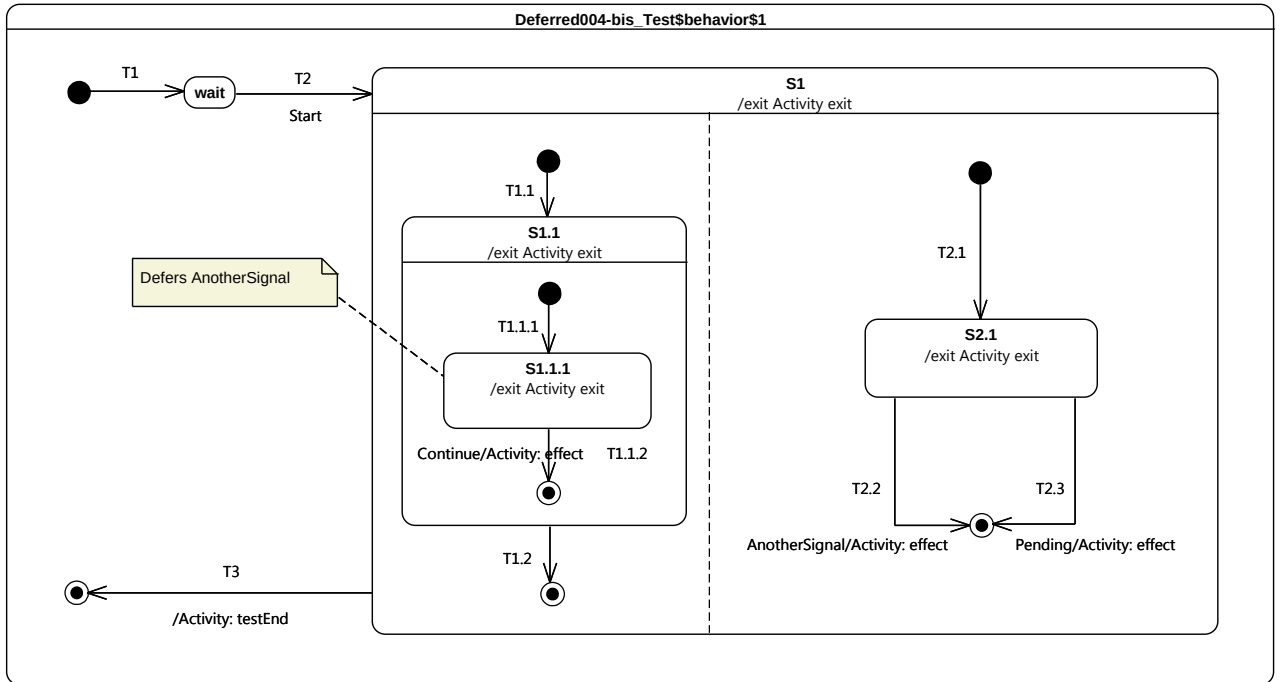 Deferred004-bis_Test$behavior$1
T1
wait
T2
Start
S1
/exit Activity exit
T1.1
S1.1
/exit Activity exit
Defers AnotherSignal
T1.1.1
S1.1.1
/exit Activity exit
Continue/Activity: effect
T1.1.2
T1.2
T2.1
S2.1
/exit Activity exit
T2.2
T2.3
AnotherSignal/Activity: effect
Pending/Activity: effect
T3
/Activity: testEnd